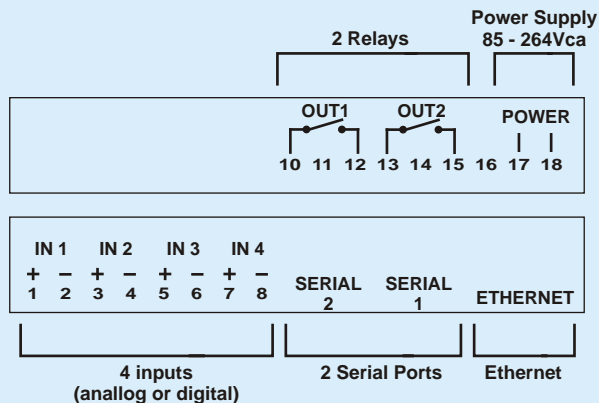 Power Supply
85 - 264Vca
2 Relays
OUT1 OUT2 POWER
10 11 12 13 14 15 16 17 18
IN 1 IN 2 IN 3 IN 4
+ − + − + − + −
1 2 3 4 5 6 7 8
SERIAL
2
SERIAL
1
ETHERNET
4 inputs
(anallog or digital)
2 Serial Ports
Ethernet